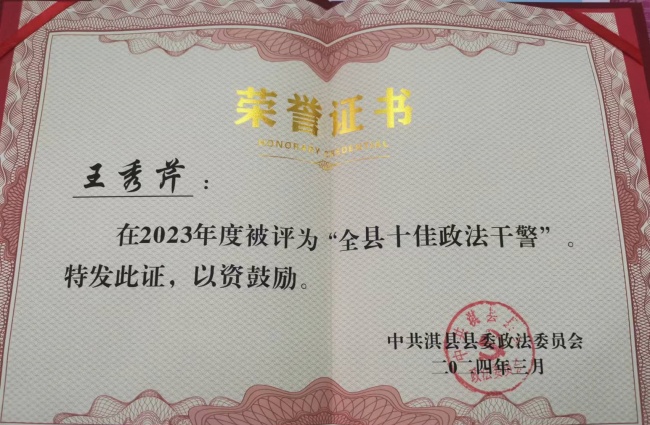 荣誉证书
王秀芹：
在2023年度被评为“全县十佳政法干警”。
特发此证，以资鼓励。
中共淇县县委政法委员会
二〇二四年三月